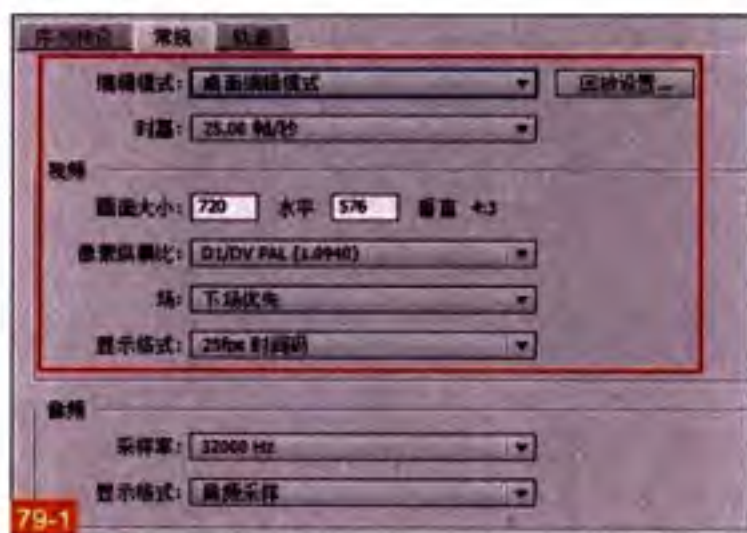 序列预设 常规 轨道
编辑模式: 桌面编辑模式 回放设置...
时基: 25.00 帧/秒
视频
画面大小: 720 水平 576 垂直 4:3
像素纵横比: D1/DV PAL (1.0940)
场: 下场优先
显示格式: 25fps 时间码
音频
采样率: 32000 Hz
显示格式: 音频采样
79-1